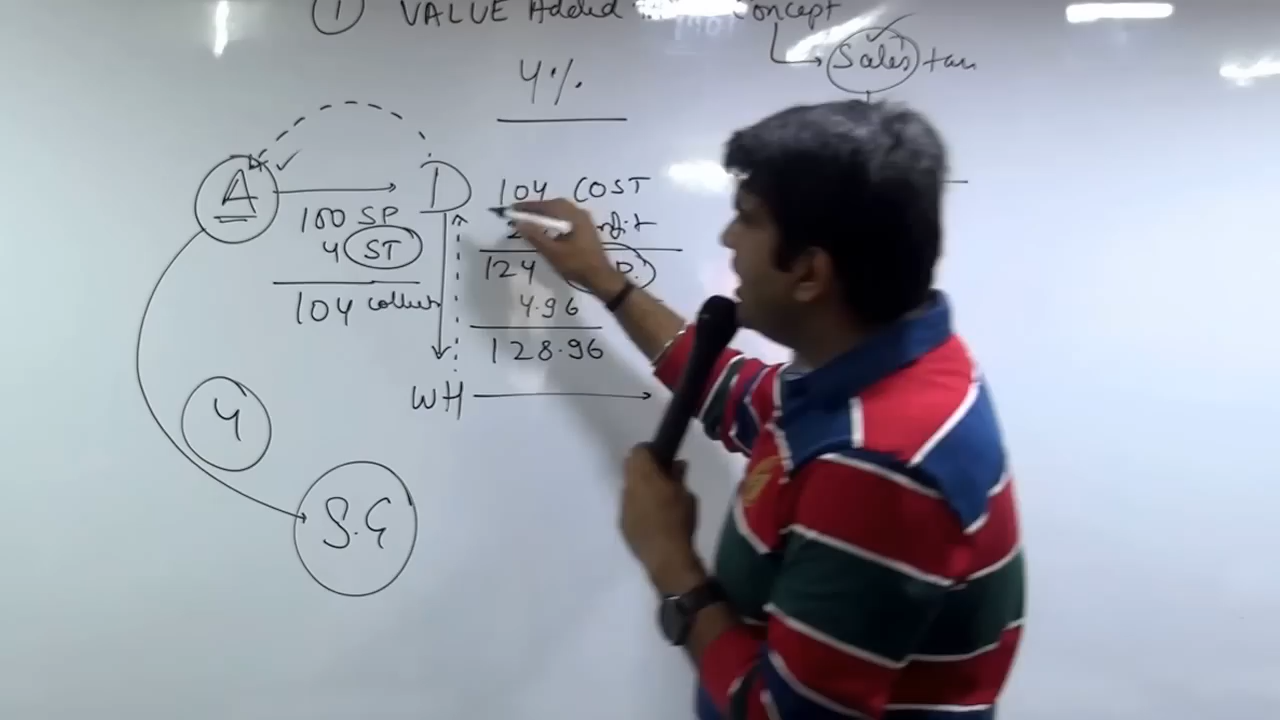 ① VALUE Added concept
Sales tax
4%
A
D
100 SP
4 ST
104 collects
104 COST
124
4.96
128.96
WH
4
S.G